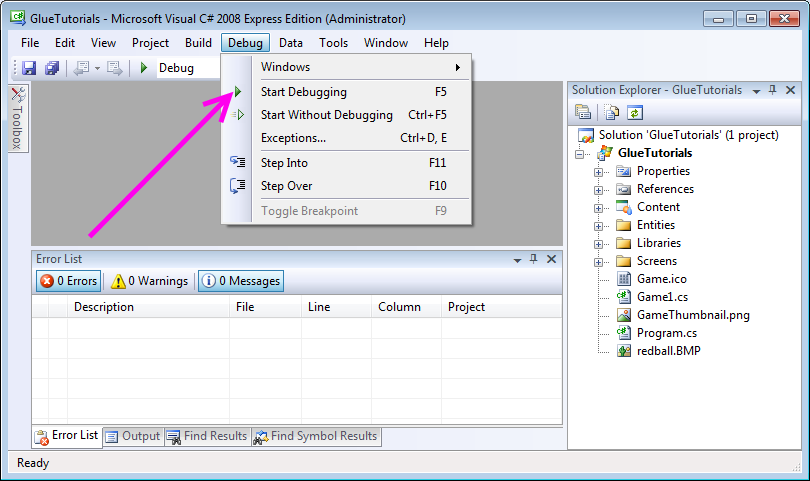 GlueTutorials - Microsoft Visual C# 2008 Express Edition (Administrator)
File Edit View Project Build Debug Data Tools Window Help
Debug
Toolbox
Windows
Start Debugging F5
Start Without Debugging Ctrl+F5
Exceptions... Ctrl+D, E
Step Into F11
Step Over F10
Toggle Breakpoint F9
Error List
0 Errors 0 Warnings 0 Messages
Description File Line Column Project
Error List Output Find Results Find Symbol Results
Solution Explorer - GlueTutorials
Solution 'GlueTutorials' (1 project)
GlueTutorials
Properties
References
Content
Entities
Libraries
Screens
Game.ico
Game1.cs
GameThumbnail.png
Program.cs
redball.BMP
Ready